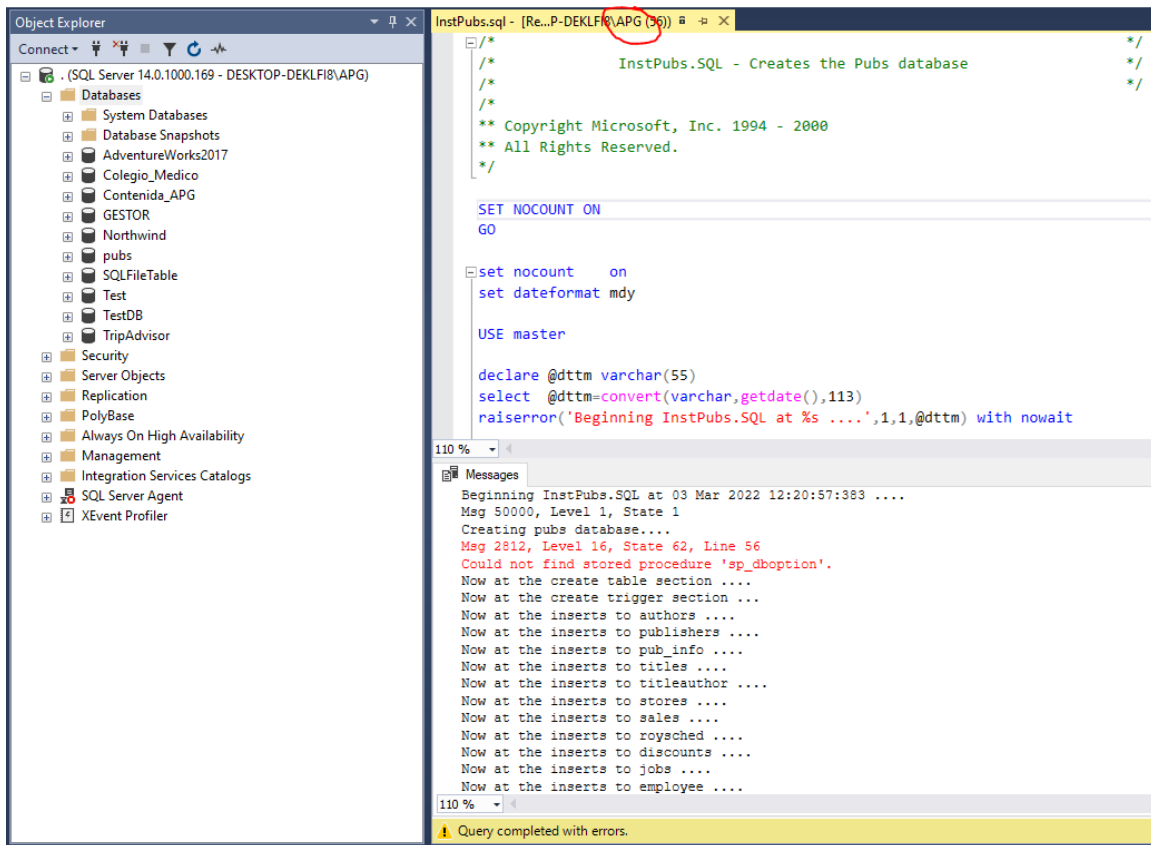 Object Explorer
Connect
. (SQL Server 14.0.1000.169 - DESKTOP-DEKLFI8\APG)
Databases
System Databases
Database Snapshots
AdventureWorks2017
Colegio_Medico
Contenida_APG
GESTOR
Northwind
pubs
SQLFileTable
Test
TestDB
TripAdvisor
Security
Server Objects
Replication
PolyBase
Always On High Availability
Management
Integration Services Catalogs
SQL Server Agent
XEvent Profiler
InstPubs.sql - [Re...P-DEKLFI8\APG (56))
/* */
/* InstPubs.SQL - Creates the Pubs database */
/* */
/*
** Copyright Microsoft, Inc. 1994 - 2000
** All Rights Reserved.
*/
SET NOCOUNT ON
GO
set nocount on
set dateformat mdy
USE master
declare @dttm varchar(55)
select @dttm=convert(varchar,getdate(),113)
raiserror('Beginning InstPubs.SQL at %s ....',1,1,@dttm) with nowait
110 %
Messages
Beginning InstPubs.SQL at 03 Mar 2022 12:20:57:383 ....
Msg 50000, Level 1, State 1
Creating pubs database....
Msg 2812, Level 16, State 62, Line 56
Could not find stored procedure 'sp_dboption'.
Now at the create table section ....
Now at the create trigger section ...
Now at the inserts to authors ....
Now at the inserts to publishers ....
Now at the inserts to pub_info ....
Now at the inserts to titles ....
Now at the inserts to titleauthor ....
Now at the inserts to stores ....
Now at the inserts to sales ....
Now at the inserts to roysched ....
Now at the inserts to discounts ....
Now at the inserts to jobs ....
Now at the inserts to employee ....
110 %
Query completed with errors.